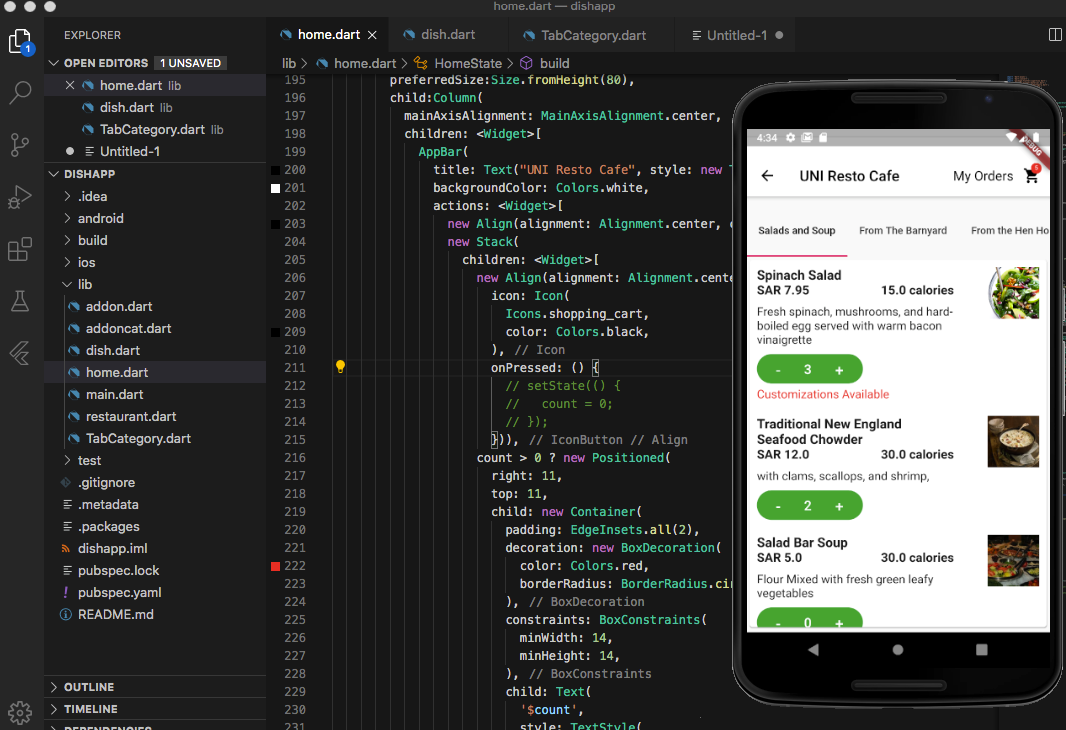 home.dart — dishapp
EXPLORER
OPEN EDITORS 1 UNSAVED
home.dart lib
dish.dart lib
TabCategory.dart lib
Untitled-1
DISHAPP
.idea
android
build
ios
lib
addon.dart
addoncat.dart
dish.dart
home.dart
main.dart
restaurant.dart
TabCategory.dart
test
.gitignore
.metadata
.packages
dishapp.iml
pubspec.lock
pubspec.yaml
README.md
OUTLINE
TIMELINE
DEPENDENCIES
1
home.dart dish.dart TabCategory.dart Untitled-1
lib > home.dart > HomeState > build
195 preferredSize:Size.fromHeight(80),
196 child:Column(
197 mainAxisAlignment: MainAxisAlignment.center,
198 children: <Widget>[
199 AppBar(
200 title: Text("UNI Resto Cafe", style: new
201 backgroundColor: Colors.white,
202 actions: <Widget>[
203 new Align(alignment: Alignment.center,
204 new Stack(
205 children: <Widget>[
206 new Align(alignment: Alignment.cente
207 icon: Icon(
208 Icons.shopping_cart,
209 color: Colors.black,
210 ), // Icon
211 onPressed: () {
212 // setState(() {
213 // count = 0;
214 // });
215 })), // IconButton // Align
216 count > 0 ? new Positioned(
217 right: 11,
218 top: 11,
219 child: new Container(
220 padding: EdgeInsets.all(2),
221 decoration: new BoxDecoration(
222 color: Colors.red,
223 borderRadius: BorderRadius.cir
224 ), // BoxDecoration
225 constraints: BoxConstraints(
226 minWidth: 14,
227 minHeight: 14,
228 ), // BoxConstraints
229 child: Text(
230 '$count',
231 style: TextStyle(
4:34
DEBUG
UNI Resto Cafe My Orders
Salads and Soup From The Barnyard From the Hen Ho
Spinach Salad
SAR 7.95 15.0 calories
Fresh spinach, mushrooms, and hard-
boiled egg served with warm bacon
vinaigrette
- 3 +
Customizations Available
Traditional New England
Seafood Chowder
SAR 12.0 30.0 calories
with clams, scallops, and shrimp,
- 2 +
Salad Bar Soup
SAR 5.0 30.0 calories
Flour Mixed with fresh green leafy
vegetables
- 0 +